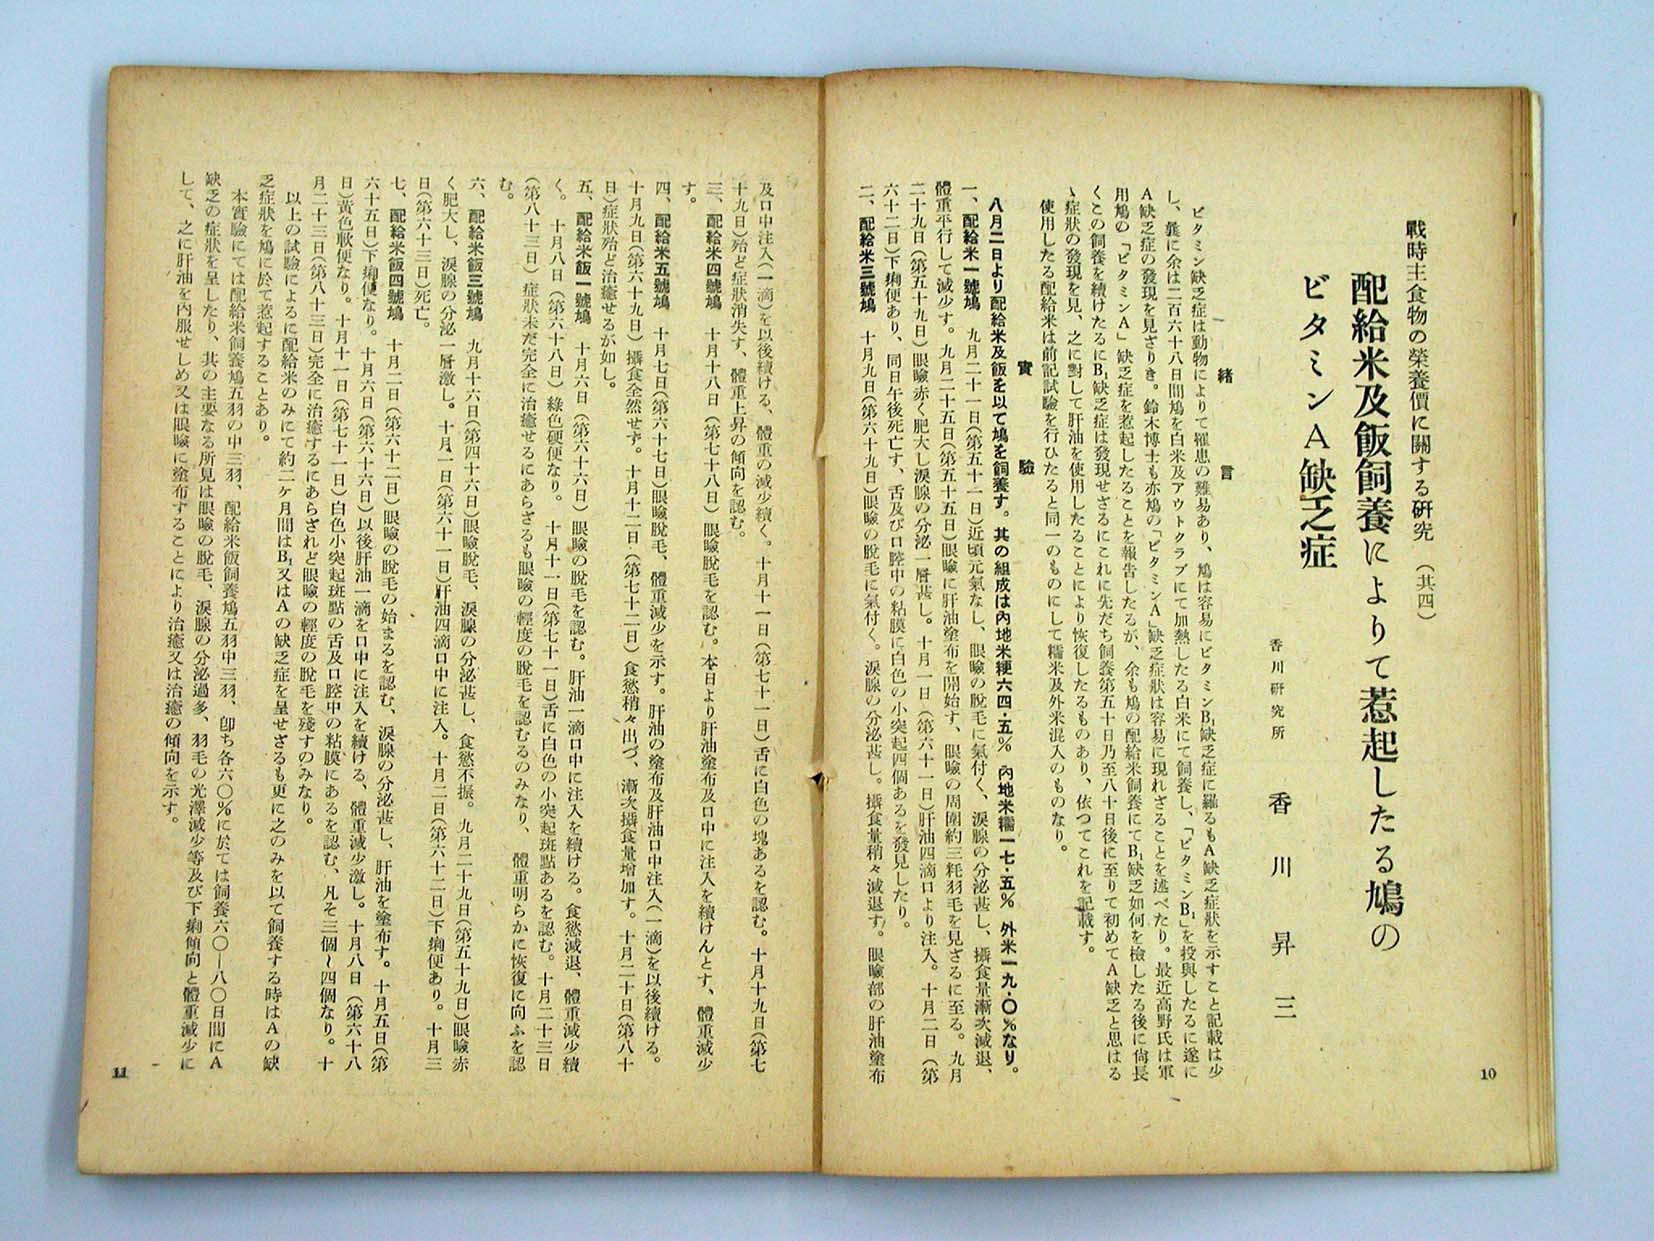 戰時主食物の榮養價に關する研究 (其四)
配給米及飯飼養によりて惹起したる鳩の
ビタミンA缺乏症
香川研究所 香川昇三
緒言
ビタミン缺乏症は動物によりて罹患の難易あり、鳩は容易にビタミンB₁缺乏症に羅るもA缺乏症狀を示すこと記載は少
し、曩に余は二百六十八日間鳩を白米及アウトクラブにて加熱したる白米にて飼養し、「ビタミンB₁」を投與したるに遂に
A缺乏症の發現を見ざりき。鈴木博士も亦鳩の「ビタミンA」缺乏症狀は容易に現れざることを述べたり。最近高野氏は軍
用鳩の「ビタミンA」缺乏症を惹起したることを報告したるが、余も鳩の配給米飼養にてB₁缺乏如何を檢したる後に尙長
くこの飼養を續けたるにB₁缺乏症は發現せざるにこれに先だち飼養第五十日乃至八十日後に至りて初めてA缺乏と思はる
ゝ症狀の發現を見、之に對して肝油を使用したることにより恢復したるものあり、依つてこれを記載す。
使用したる配給米は前記試驗を行ひたると同一のものにして糯米及外米混入のものなり。
實驗
八月二日より配給米及飯を以て鳩を飼養す。其の組成は內地米粳六四・五% 內地米糯一七・五% 外米一九・〇%なり。
一、配給米一號鳩 九月二十一日(第五十一日)近頃元氣なし、眼瞼の脫毛に氣付く、淚腺の分泌甚し、攝食量漸次減退、
體重平行して減少す。九月二十五日(第五十五日)眼瞼に肝油塗布を開始す、眼瞼の周圍約三粍羽毛を見ざるに至る。九月
二十九日(第五十九日)眼瞼赤く肥大し淚腺の分泌一層甚し。十月一日(第六十一日)肝油四滴口より注入。十月二日(第
六十二日)下痢便あり、同日午後死亡す、舌及び口腔中の粘膜に白色の小突起四個あるを發見したり。
二、配給米三號鳩 十月九日(第六十九日)眼瞼の脫毛に氣付く。淚腺の分泌甚し。攝食量稍々減退す。眼瞼部の肝油塗布
10
及口中注入(一滴)を以後續ける、體重の減少續く。十月十一日(第七十一日)舌に白色の塊あるを認む。十月十九日(第七
十九日)殆ど症狀消失す、體重上昇の傾向を認む。
三、配給米四號鳩 十月十八日(第七十八日)眼瞼脫毛を認む。本日より肝油塗布及口中に注入を續けんとす、體重減少
す。
四、配給米五號鳩 十月七日(第六十七日)眼瞼脫毛、體重減少を示す。肝油の塗布及肝油口中注入(一滴)を以後續ける。
十月九日(第六十九日)攝食全然せず。十月十二日(第七十二日)食慾稍々出づ、漸次攝食量增加す。十月二十日(第八十
日)症狀殆ど治癒せるが如し。
五、配給米飯一號鳩 十月六日(第六十六日)眼瞼の脫毛を認む。肝油一滴口中に注入を續ける。食慾減退、體重減少續
く。十月八日(第六十八日)綠色硬便なり。十月十一日(第七十一日)舌に白色の小突起斑點あるを認む。十月二十三日
(第八十三日)症狀未だ完全に治癒せるにあらざるも眼瞼の輕度の脫毛を認むるのみなり、體重明らかに恢復に向ふを認
む。
六、配給米飯三號鳩 九月十六日(第四十六日)眼瞼脫毛、淚腺の分泌甚し、食慾不振。九月二十九日(第五十九日)眼瞼赤
く肥大し、淚腺の分泌一層激し。十月一日(第六十一日)肝油四滴口中に注入。十月二日(第六十二日)下痢便あり。十月三
日(第六十三日)死亡。
七、配給米飯四號鳩 十月二日(第六十二日)眼瞼の脫毛の始まるを認む、淚腺の分泌甚し、肝油を塗布す。十月五日(第
六十五日)下痢便なり。十月六日(第六十六日)以後肝油一滴を口中に注入を續ける、體重減少激し。十月八日(第六十八
日)黃色軟便なり。十月十一日(第七十一日)白色小突起斑點の舌及口腔中の粘膜にあるを認む、凡そ三個〜四個なり。十
月二十三日(第八十三日)完全に治癒するにあらざれど眼瞼の輕度の脫毛を殘すのみなり。
以上の試驗によるに配給米のみにて約二ヶ月間はB₁又はAの缺乏症を呈せざるも更に之のみを以て飼養する時はAの缺
乏症狀を鳩に於て惹起することあり。
本實驗にては配給米飼養鳩五羽の中三羽、配給米飯飼養鳩五羽中三羽、卽ち各六〇%に於ては飼養六〇—八〇日間にA
缺乏の症狀を呈したり、其の主要なる所見は眼瞼の脫毛、淚腺の分泌過多、羽毛の光澤減少等及び下痢傾向と體重減少に
して、之に肝油を內服せしめ又は眼瞼に塗布することにより治癒又は治癒の傾向を示す。
11